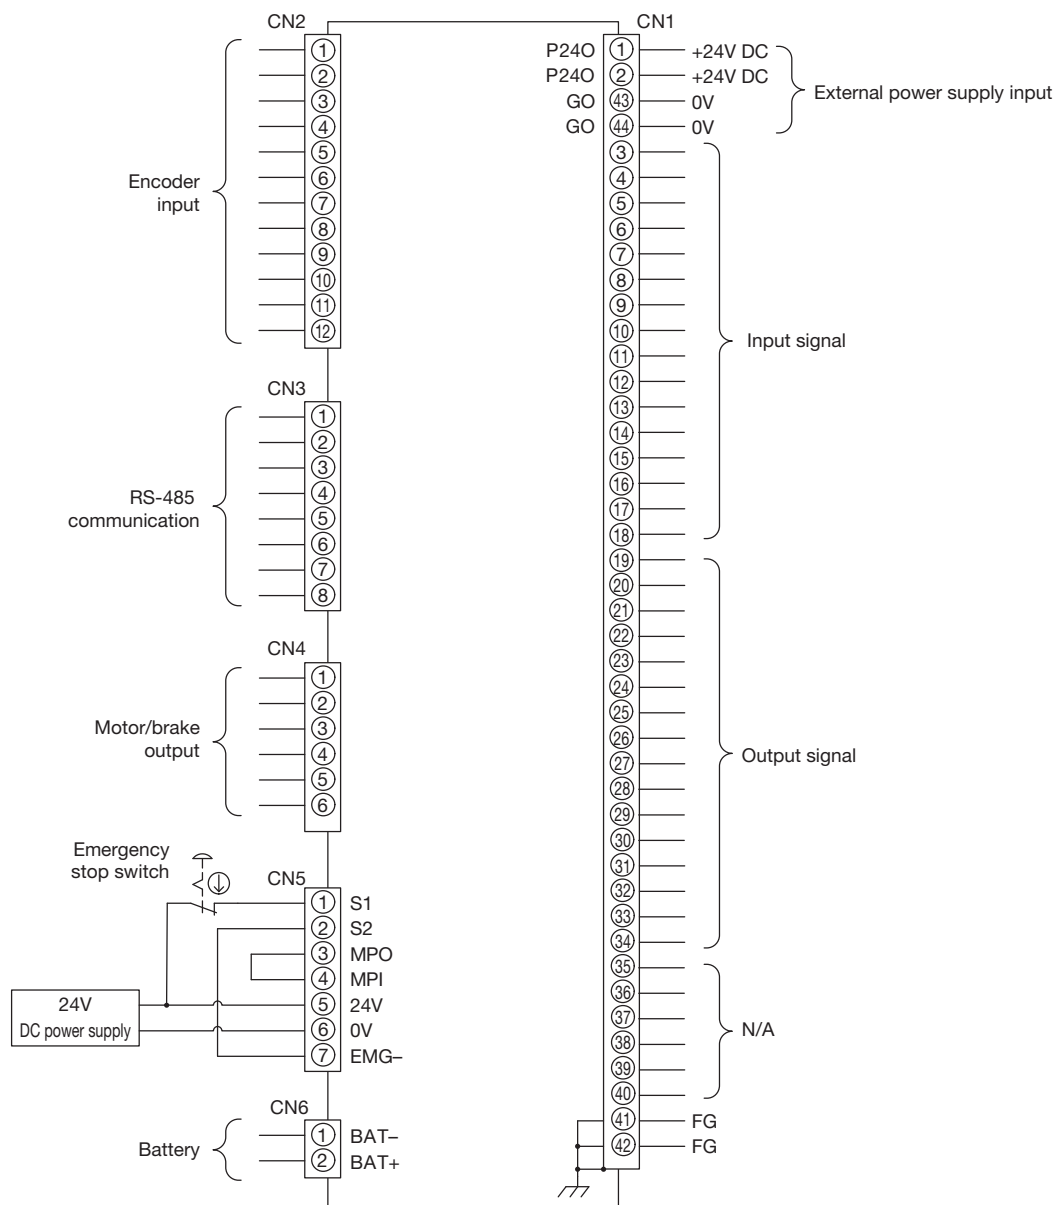 CN2
1
2
3
4
5
6
7
8
9
10
11
12
Encoder
input
CN3
1
2
3
4
5
6
7
8
RS-485
communication
CN4
1
2
3
4
5
6
Motor/brake
output
Emergency
stop switch
CN5
1 S1
2 S2
3 MPO
4 MPI
5 24V
6 0V
7 EMG–
24V
DC power supply
CN6
1 BAT–
2 BAT+
Battery
CN1
P24O 1 +24V DC
P24O 2 +24V DC
GO 43 0V
GO 44 0V
External power supply input
3
4
5
6
7
8
9
10
11
12
13
14
15
16
17
18
Input signal
19
20
21
22
23
24
25
26
27
28
29
30
31
32
33
34
Output signal
35
36
37
38
39
40
N/A
41 FG
42 FG